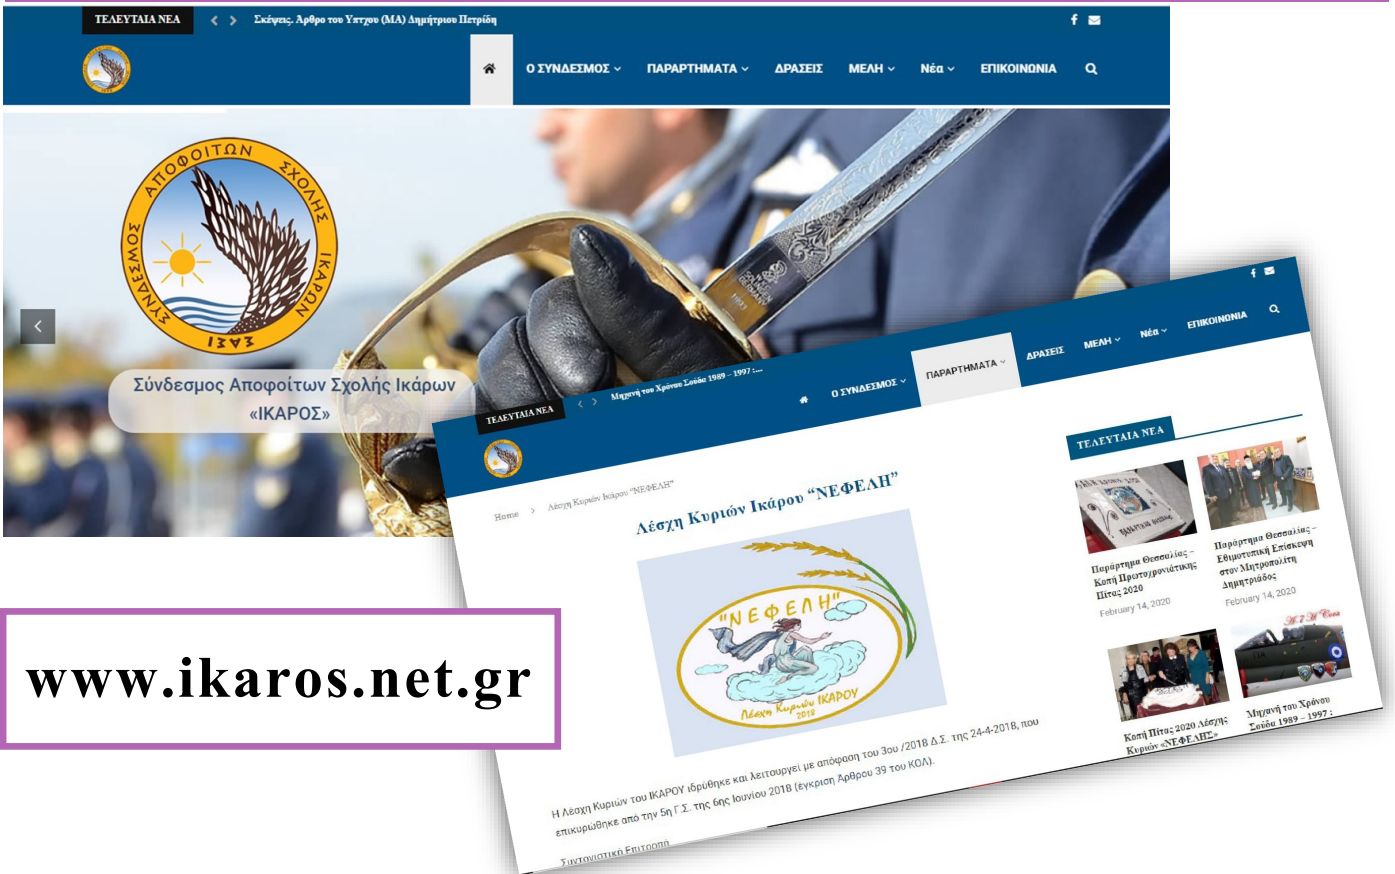 ΤΕΛΕΥΤΑΙΑ ΝΕΑ
Σκέψεις. Άρθρο του Υπτχου (ΜΑ) Δημήτριου Πετρίδη
Ο ΣΥΝΔΕΣΜΟΣ ΠΑΡΑΡΤΗΜΑΤΑ ΔΡΑΣΕΙΣ ΜΕΛΗ Νέα ΕΠΙΚΟΙΝΩΝΙΑ
ΣΥΝΔΕΣΜΟΣ ΑΠΟΦΟΙΤΩΝ ΣΧΟΛΗΣ ΙΚΑΡΩΝ
ΣΑΣΙ
Σύνδεσμος Αποφοίτων Σχολής Ικάρων
«ΙΚΑΡΟΣ»
SOLINGEN
GERMANY
ΤΕΛΕΥΤΑΙΑ ΝΕΑ
Μηχανή του Χρόνου Σούδα 1989 – 1997 :...
Ο ΣΥΝΔΕΣΜΟΣ ΠΑΡΑΡΤΗΜΑΤΑ ΔΡΑΣΕΙΣ ΜΕΛΗ Νέα ΕΠΙΚΟΙΝΩΝΙΑ
Home > Λέσχη Κυριών Ικάρου "ΝΕΦΕΛΗ"
Λέσχη Κυριών Ικάρου “ΝΕΦΕΛΗ”
"ΝΕΦΕΛΗ"
Λέσχη Κυριών ΙΚΑΡΟΥ
2018
Η Λέσχη Κυριών του ΙΚΑΡΟΥ ιδρύθηκε και λειτουργεί με απόφαση του 3ου /2018 Δ.Σ. της 24-4-2018, που
επικυρώθηκε από την 5η Γ.Σ. της 6ης Ιουνίου 2018 (έγκριση Άρθρου 39 του ΚΟΛ).
Συντονιστική Επιτροπή
ΤΕΛΕΥΤΑΙΑ ΝΕΑ
Παράρτημα Θεσσαλίας –
Κοπή Πρωτοχρονιάτικης
Πίτας 2020
February 14, 2020
Παράρτημα Θεσσαλίας –
Εθιμοτυπική Επίσκεψη
στον Μητροπολίτη
Δημητριάδος
February 14, 2020
Κοπή Πίτας 2020 Λέσχης
Κυριών «ΝΕΦΕΛΗΣ»
Μηχανή του Χρόνου
Σούδα 1989 – 1997 :
www.ikaros.net.gr